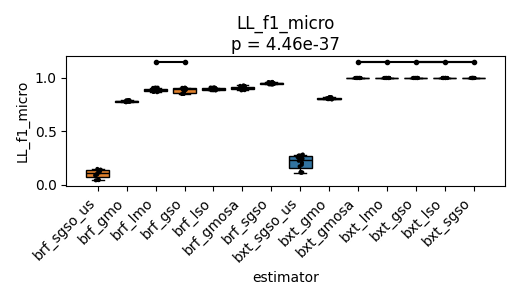 LL_f1_micro
p = 4.46e-37
LL_f1_micro
1.0
0.5
0.0
brf_sgso_us
brf_gmo
brf_lmo
brf_gso
brf_lso
brf_gmosa
brf_sgso
bxt_sgso_us
bxt_gmo
bxt_gmosa
bxt_lmo
bxt_gso
bxt_lso
bxt_sgso
estimator